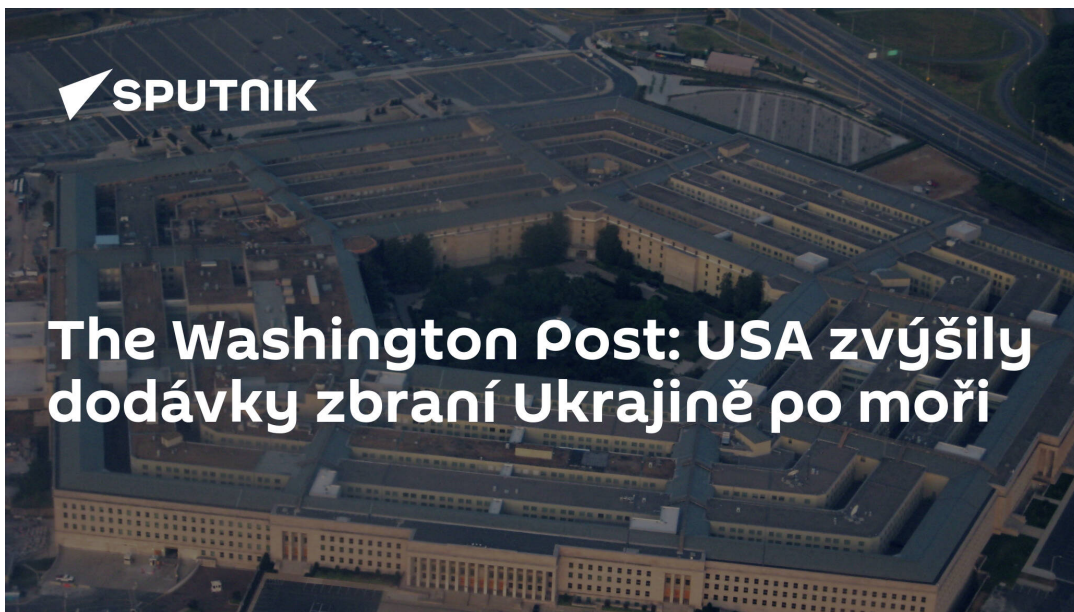 SPUTNIK
The Washington Post: USA zvýšily
dodávky zbraní Ukrajině po moři